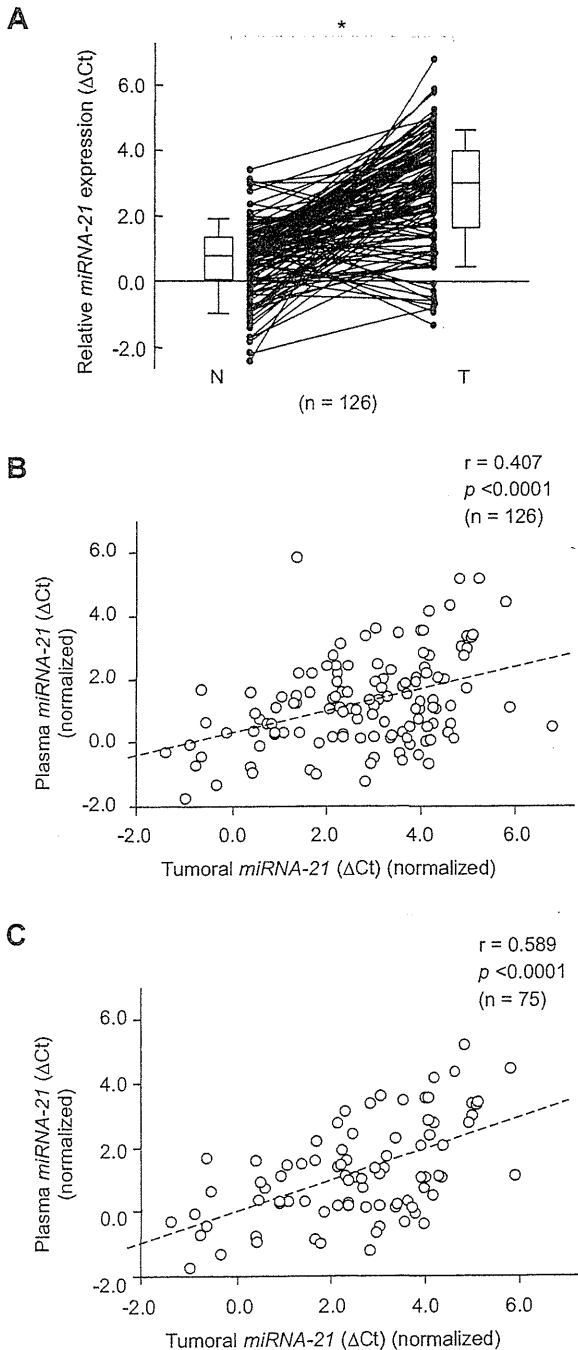 A
*
Relative miRNA-21 expression (ΔCt)
6.0
4.0
2.0
0.0
-2.0
N
T
(n = 126)
B
r = 0.407
p <0.0001
(n = 126)
Plasma miRNA-21 (ΔCt)
(normalized)
6.0
4.0
2.0
0.0
-2.0
-2.0 0.0 2.0 4.0 6.0
Tumoral miRNA-21 (ΔCt) (normalized)
C
r = 0.589
p <0.0001
(n = 75)
Plasma miRNA-21 (ΔCt)
(normalized)
6.0
4.0
2.0
0.0
-2.0
-2.0 0.0 2.0 4.0 6.0
Tumoral miRNA-21 (ΔCt) (normalized)